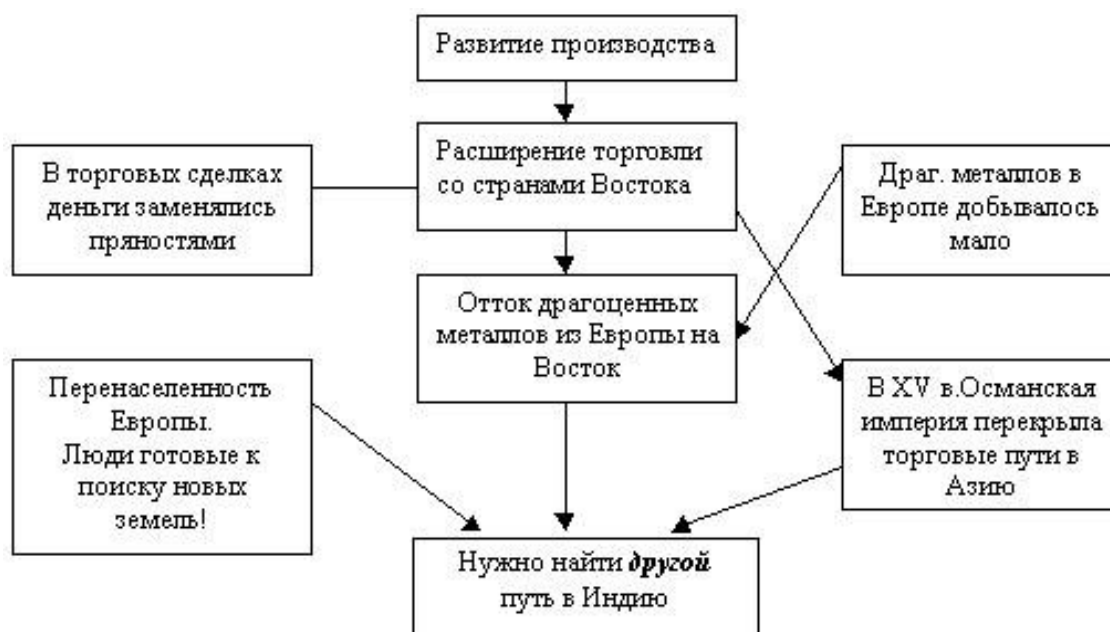 Развитие производства
Расширение торговли
со странами Востока
В торговых сделках
деньги заменялись
пряностями
Драг. металлов в
Европе добывалось
мало
Отток драгоценных
металлов из Европы на
Восток
Перенаселенность
Европы.
Люди готовые к
поиску новых
земель!
В XV в.Османская
империя перекрыла
торговые пути в
Азию
Нужно найти другой
путь в Индию